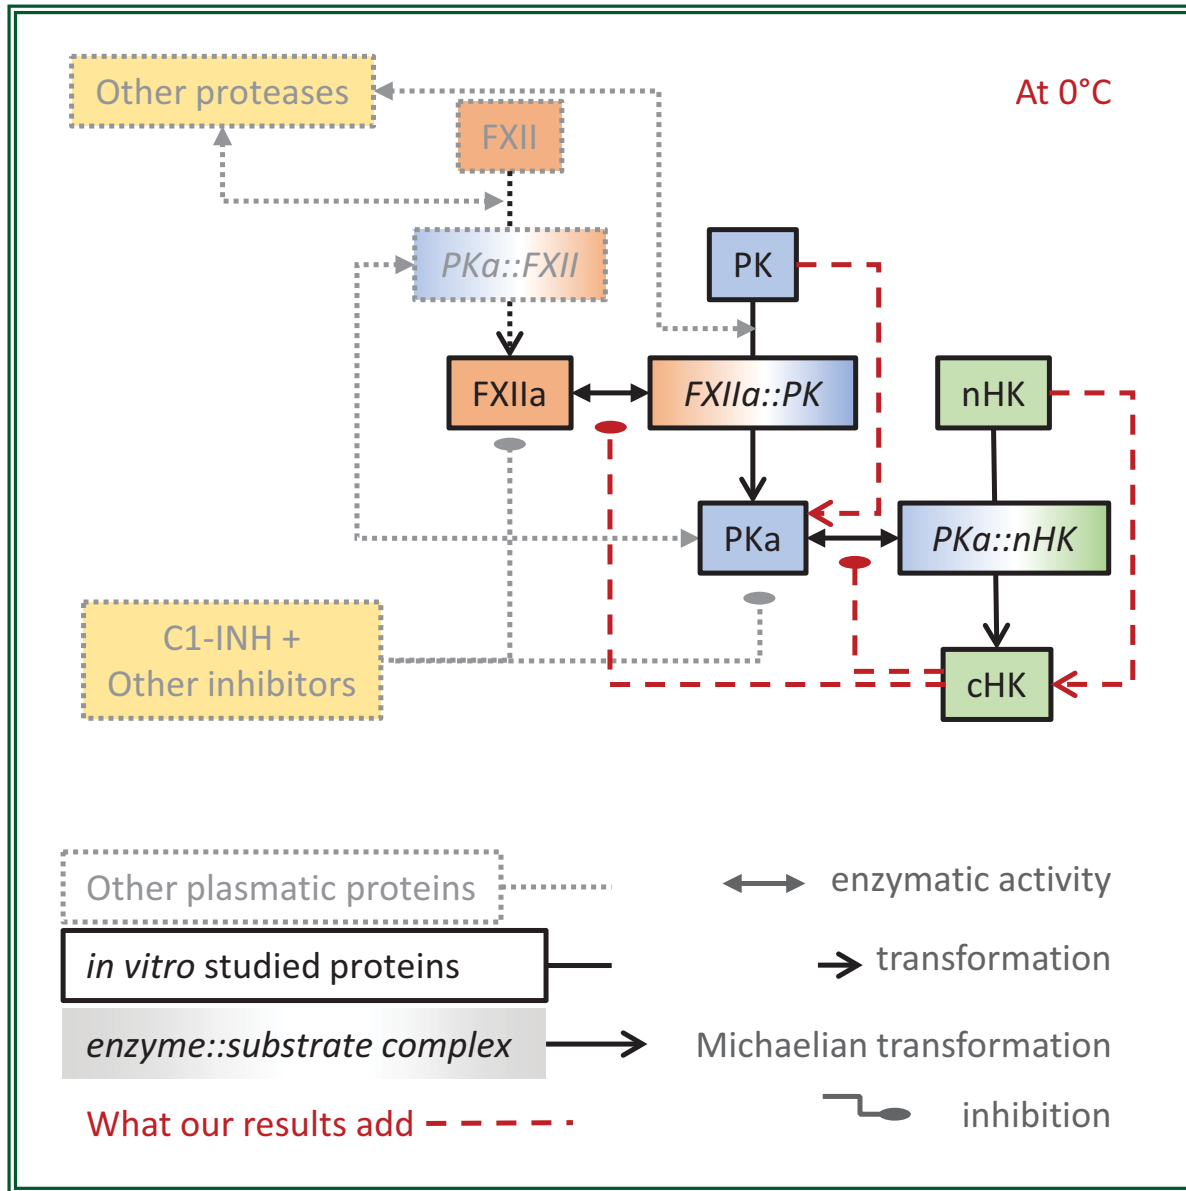 Other proteases
At 0°C
FXII
PKa::FXII
PK
FXIIa
FXIIa::PK
nHK
PKa
PKa::nHK
C1-INH +
Other inhibitors
cHK
Other plasmatic proteins
enzymatic activity
in vitro studied proteins
transformation
enzyme::substrate complex
Michaelian transformation
What our results add
inhibition